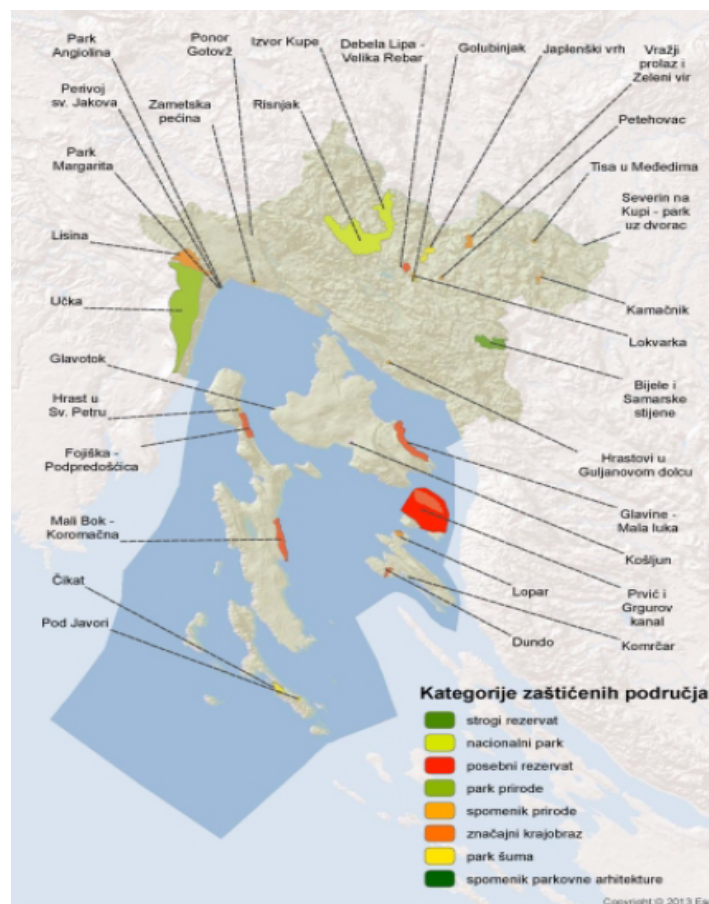 Park
Angiolina
Ponor
Gotovž
Izvor Kupe
Debela Lipa -
Velika Rebar
Golubinjak
Japlenški vrh
Vražji
prolaz i
Zeleni vir
Perivoj
sv. Jakova
Zametska
pećina
Risnjak
Petehovac
Park
Margarita
Tisa u Međedima
Severin na
Kupi - park
uz dvorac
Lisina
Učka
Kamačnik
Lokvarka
Glavotok
Bijele i
Samarske
stijene
Hrast u
Sv. Petru
Fojiška -
Podpredošćica
Hrastovi u
Guljanovom dolcu
Glavine -
Mala luka
Mali Bok -
Koromačna
Košljun
Čikat
Lopar
Prvić i
Grgurov
kanal
Pod Javori
Dundo
Komrčar
Kategorije zaštićenih područja
strogi rezervat
nacionalni park
posebni rezervat
park prirode
spomenik prirode
značajni krajobraz
park šuma
spomenik parkovne arhitekture
Copyright © 2013 Es